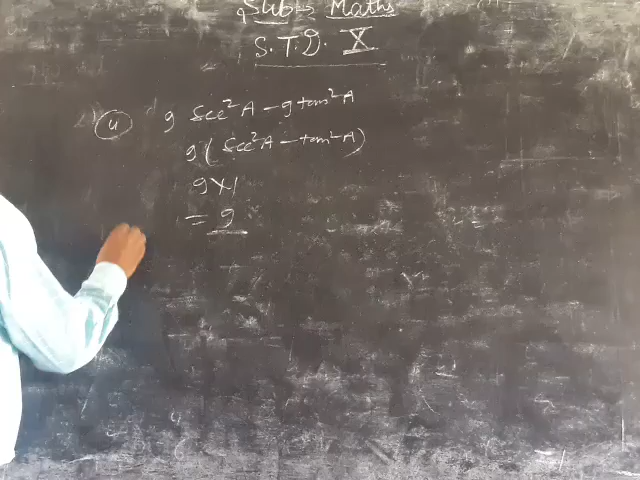 Sub → Maths
S.T.D. X
(4) 9 Sec²A - 9 tan²A
9 (Sec²A - tan²A)
9×1
= 9